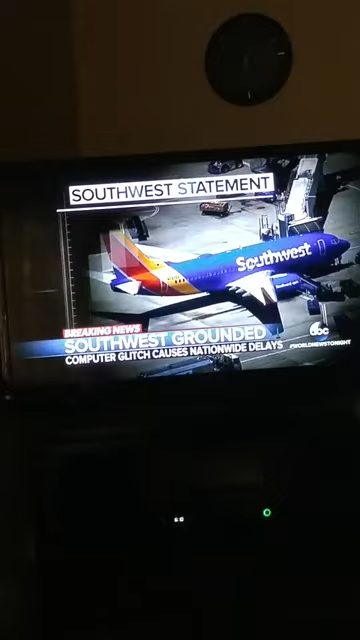 SOUTHWEST STATEMENT
Southwest
BREAKING NEWS
SOUTHWEST GROUNDED
abc
COMPUTER GLITCH CAUSES NATIONWIDE DELAYS
#WORLDNEWSTONIGHT